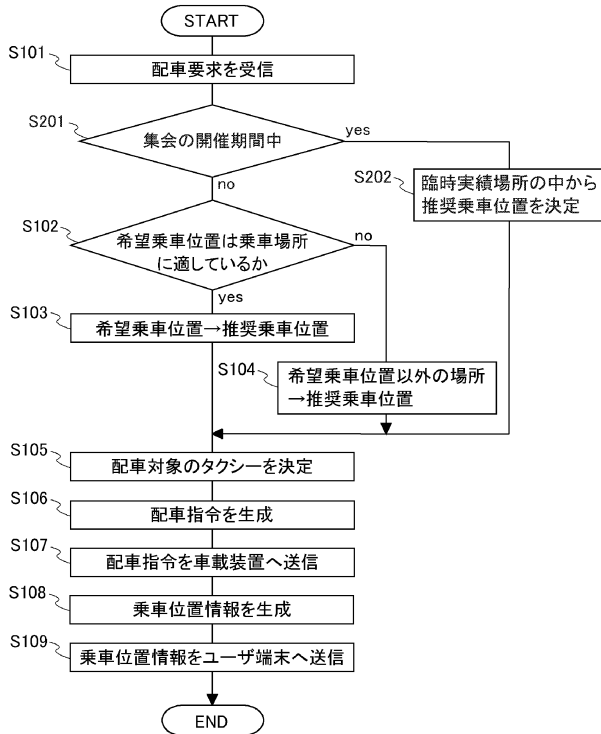 START
S101
配車要求を受信
S201
集会の開催期間中
yes
no
S202
臨時実績場所の中から
推奨乗車位置を決定
S102
希望乗車位置は乗車場所
に適しているか
no
yes
S103
希望乗車位置→推奨乗車位置
S104
希望乗車位置以外の場所
→推奨乗車位置
S105
配車対象のタクシーを決定
S106
配車指令を生成
S107
配車指令を車載装置へ送信
S108
乗車位置情報を生成
S109
乗車位置情報をユーザ端末へ送信
END